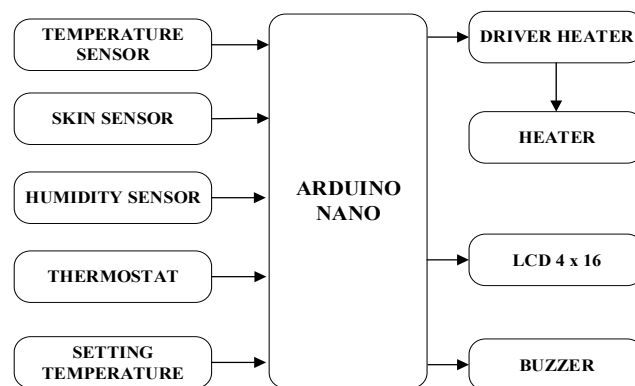 TEMPERATURE
SENSOR
SKIN SENSOR
HUMIDITY SENSOR
THERMOSTAT
SETTING
TEMPERATURE
ARDUINO
NANO
DRIVER HEATER
HEATER
LCD 4 x 16
BUZZER